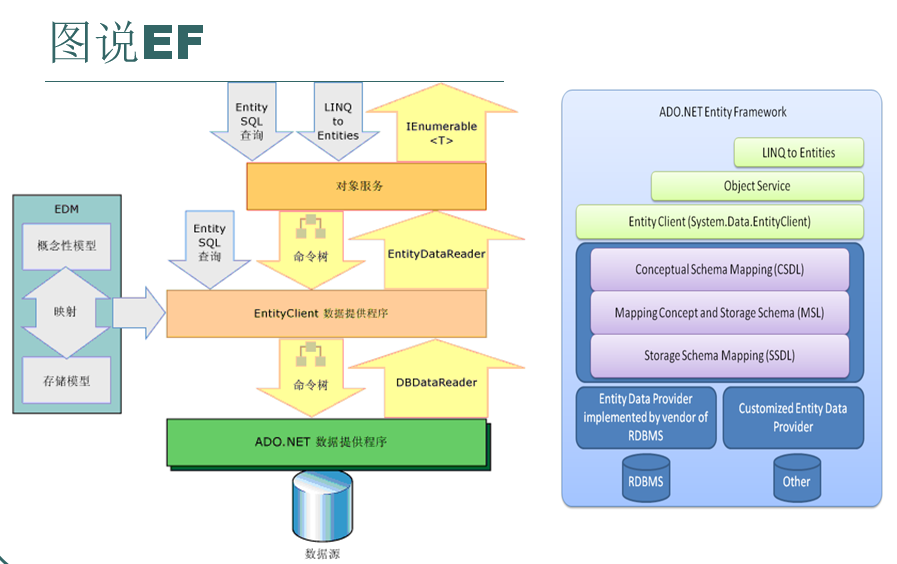 图说EF
Entity
SQL
查询
LINQ
to
Entities
IEnumerable
<T>
对象服务
EDM
概念性模型
映射
存储模型
Entity
SQL
查询
命令树
EntityDataReader
EntityClient 数据提供程序
命令树
DBDataReader
ADO.NET 数据提供程序
数据源
ADO.NET Entity Framework
LINQ to Entities
Object Service
Entity Client (System.Data.EntityClient)
Conceptual Schema Mapping (CSDL)
Mapping Concept and Storage Schema (MSL)
Storage Schema Mapping (SSDL)
Entity Data Provider
implemented by vendor of
RDBMS
Customized Entity Data
Provider
RDBMS
Other